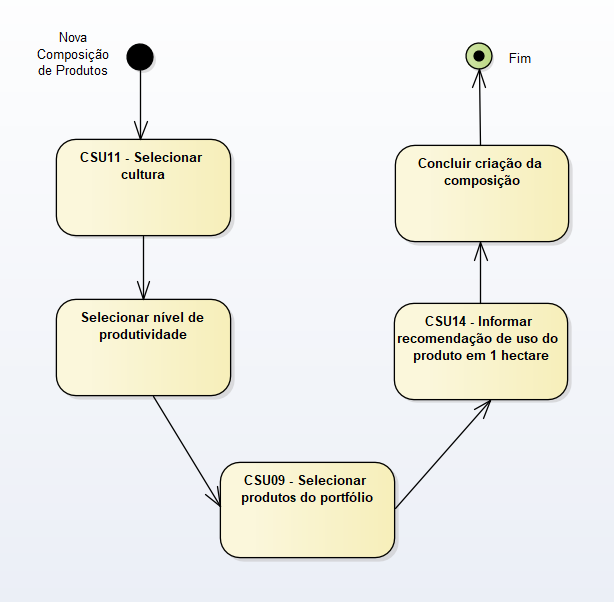 Nova
Composição
de Produtos
CSU11 - Selecionar
cultura
Selecionar nível de
produtividade
CSU09 - Selecionar
produtos do portfólio
CSU14 - Informar
recomendação de uso do
produto em 1 hectare
Concluir criação da
composição
Fim